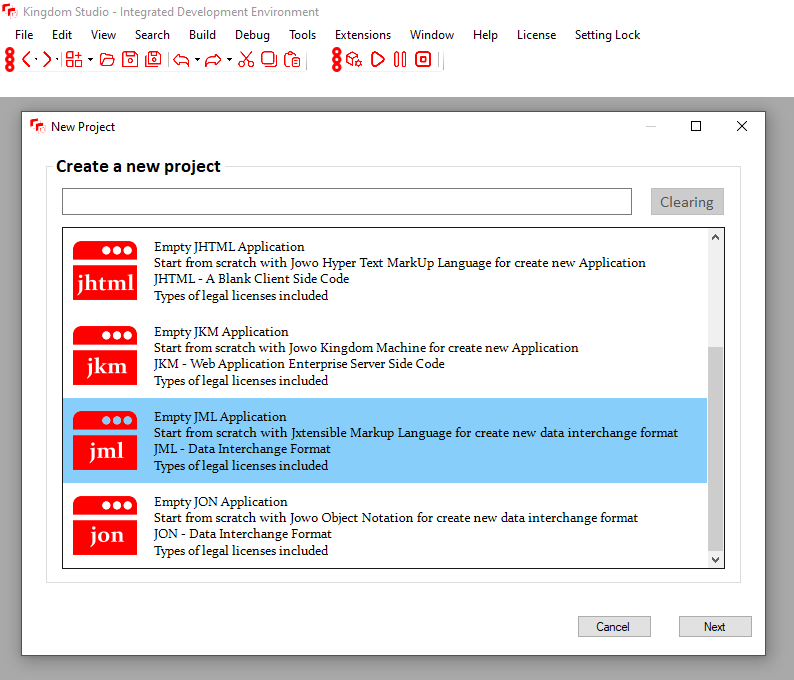 Kingdom Studio - Integrated Development Environment
File Edit View Search Build Debug Tools Extensions Window Help License Setting Lock
New Project
Create a new project
Clearing
jhtml
Empty JHTML Application
Start from scratch with Jowo Hyper Text MarkUp Language for create new Application
JHTML - A Blank Client Side Code
Types of legal licenses included
jkm
Empty JKM Application
Start from scratch with Jowo Kingdom Machine for create new Application
JKM - Web Application Enterprise Server Side Code
Types of legal licenses included
jml
Empty JML Application
Start from scratch with Jxtensible Markup Language for create new data interchange format
JML - Data Interchange Format
Types of legal licenses included
jon
Empty JON Application
Start from scratch with Jowo Object Notation for create new data interchange format
JON - Data Interchange Format
Types of legal licenses included
Cancel Next